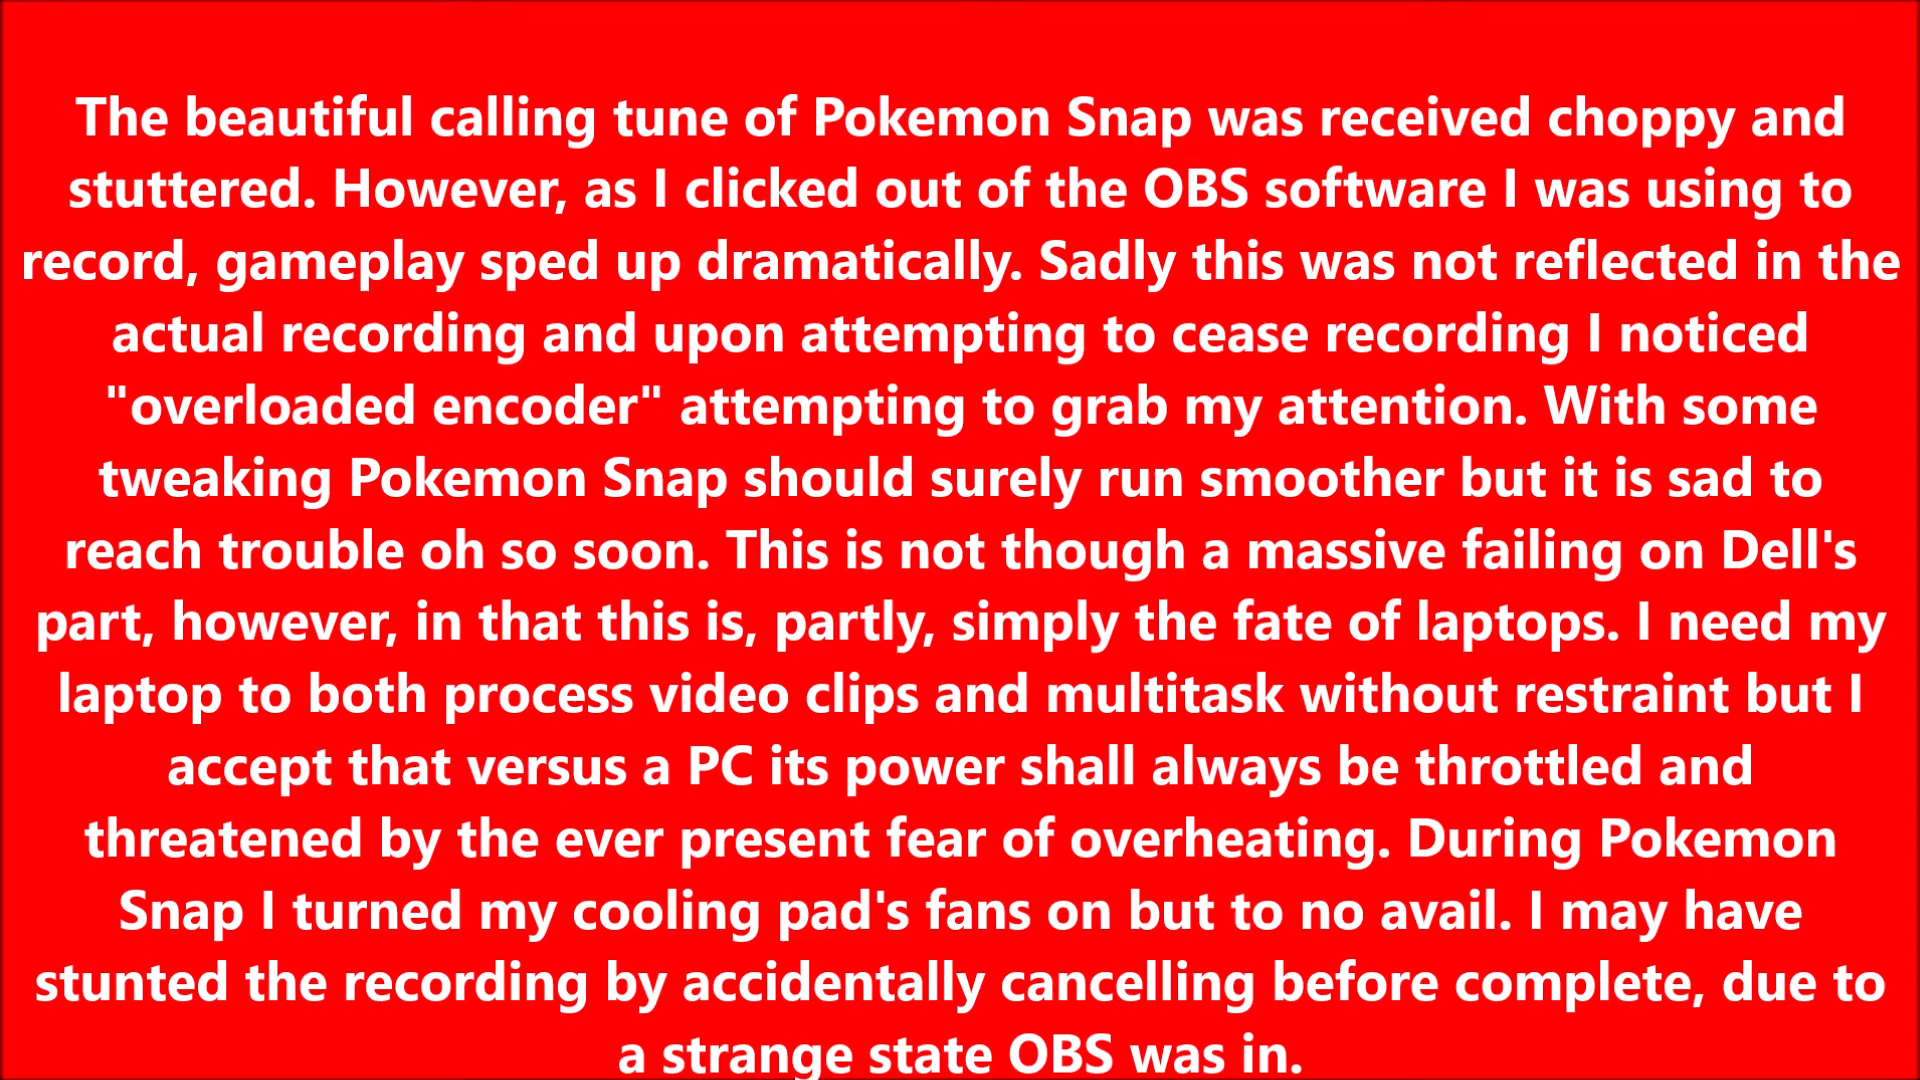 The beautiful calling tune of Pokemon Snap was received choppy and
stuttered. However, as I clicked out of the OBS software I was using to
record, gameplay sped up dramatically. Sadly this was not reflected in the
actual recording and upon attempting to cease recording I noticed
"overloaded encoder" attempting to grab my attention. With some
tweaking Pokemon Snap should surely run smoother but it is sad to
reach trouble oh so soon. This is not though a massive failing on Dell's
part, however, in that this is, partly, simply the fate of laptops. I need my
laptop to both process video clips and multitask without restraint but I
accept that versus a PC its power shall always be throttled and
threatened by the ever present fear of overheating. During Pokemon
Snap I turned my cooling pad's fans on but to no avail. I may have
stunted the recording by accidentally cancelling before complete, due to
a strange state OBS was in.